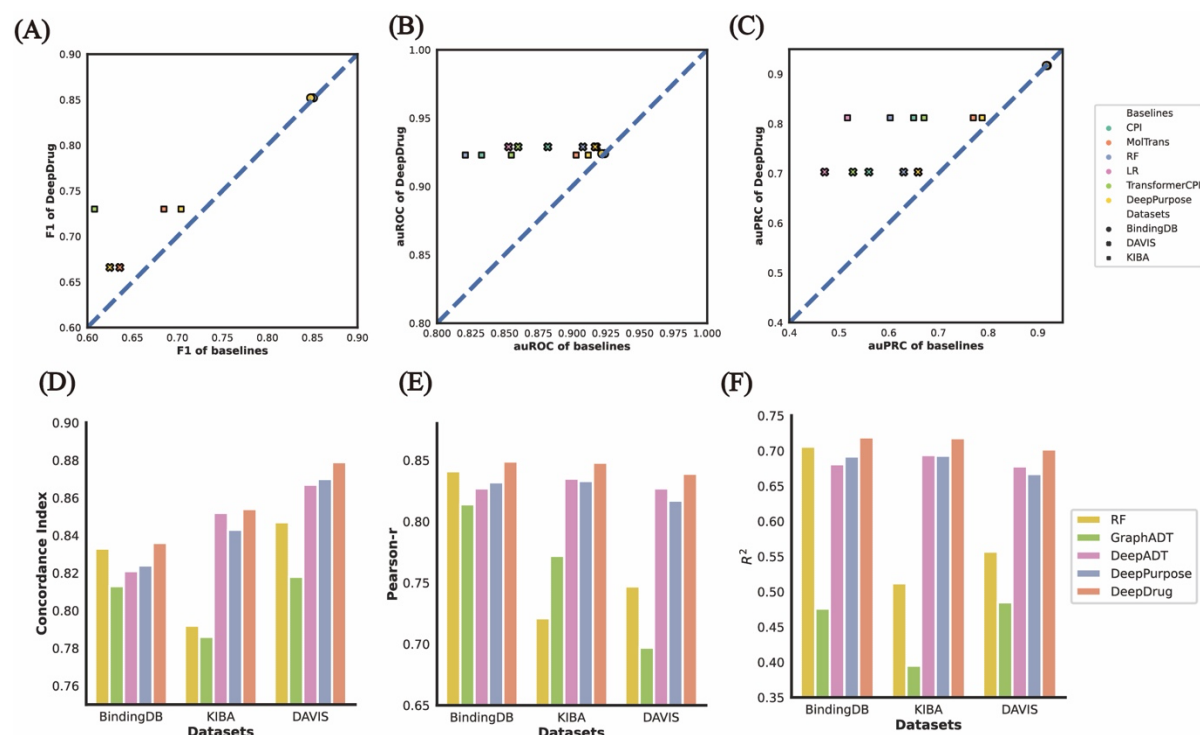 (A)
(B)
(C)
0.90
0.85
0.80
0.75
0.70
0.65
0.60
F1 of DeepDrug
0.60 0.65 0.70 0.75 0.80 0.85 0.90
F1 of baselines
1.00
0.95
0.90
0.85
0.80
auROC of DeepDrug
0.800 0.825 0.850 0.875 0.900 0.925 0.950 0.975 1.000
auROC of baselines
0.9
0.8
0.7
0.6
0.5
0.4
auPRC of DeepDrug
0.4 0.5 0.6 0.7 0.8 0.9
auPRC of baselines
Baselines
CPI
MolTrans
RF
LR
TransformerCPI
DeepPurpose
Datasets
BindingDB
DAVIS
KIBA
(D)
(E)
(F)
0.90
0.88
0.86
0.84
0.82
0.80
0.78
0.76
Concordance Index
BindingDB KIBA DAVIS
Datasets
0.85
0.80
0.75
0.70
0.65
Pearson-r
BindingDB KIBA DAVIS
Datasets
0.75
0.70
0.65
0.60
0.55
0.50
0.45
0.40
0.35
R²
BindingDB KIBA DAVIS
Datasets
RF
GraphADT
DeepADT
DeepPurpose
DeepDrug